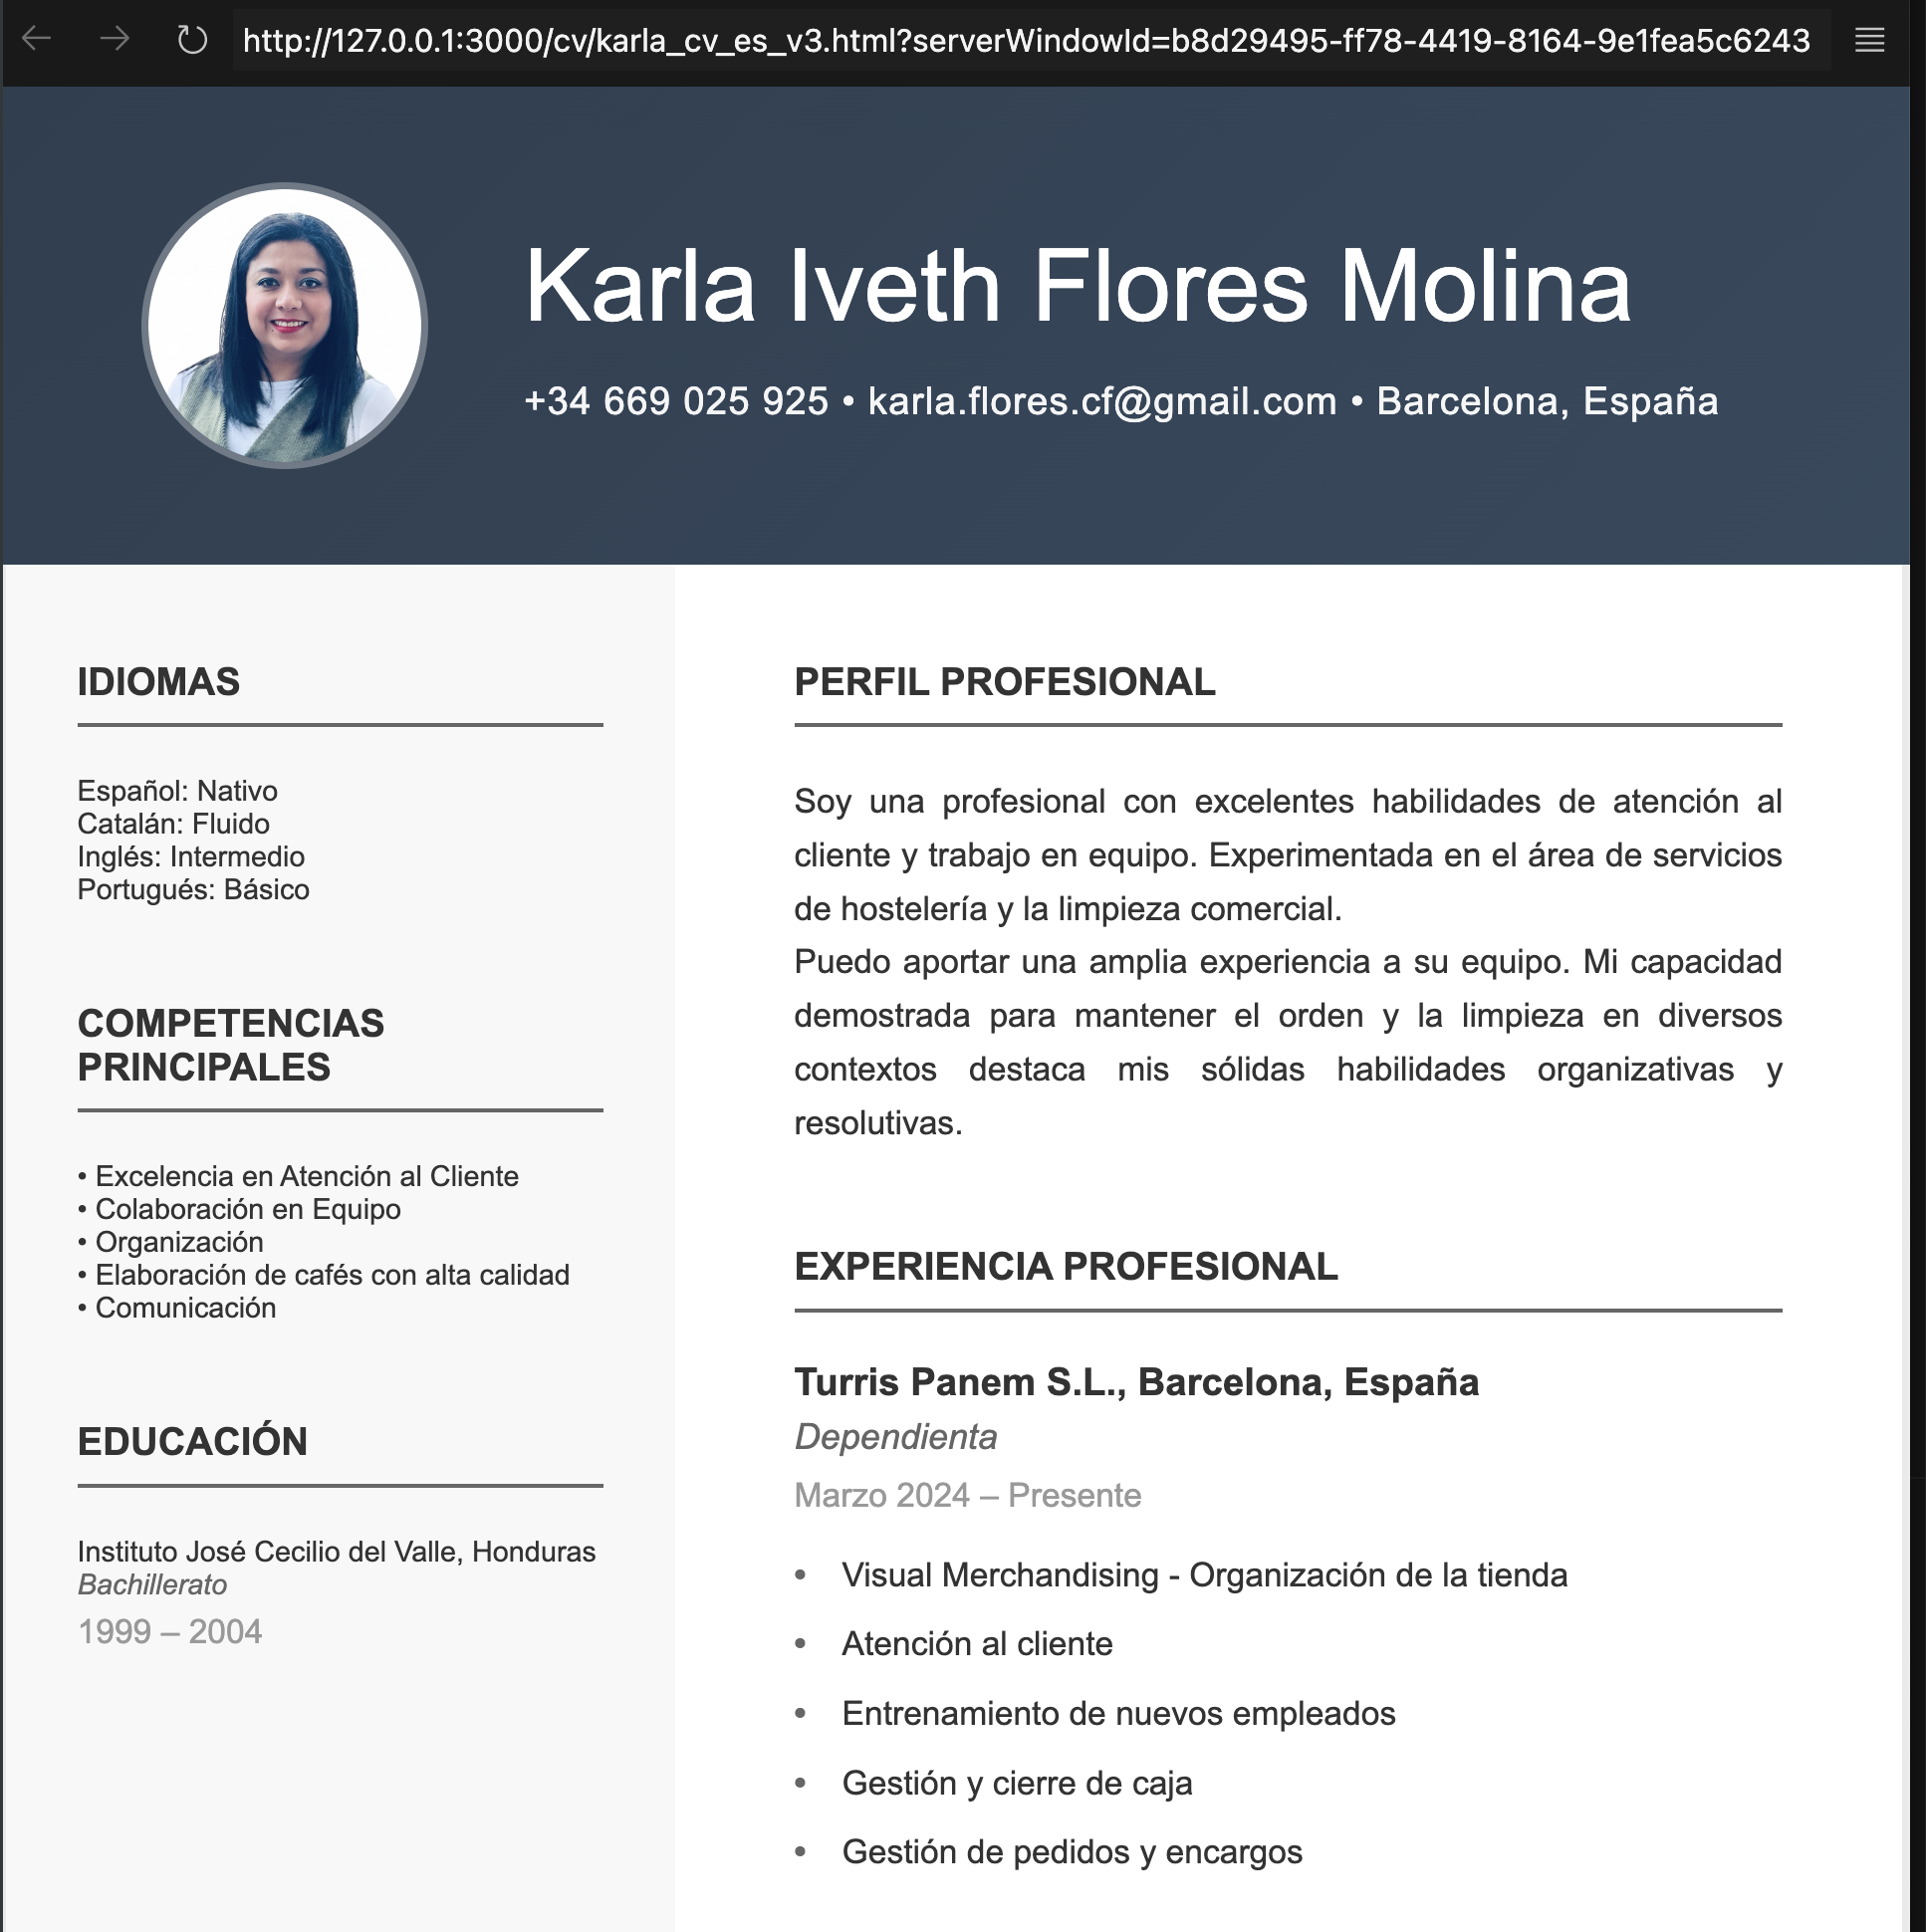 http://127.0.0.1:3000/cv/karla_cv_es_v3.html?serverWindowId=b8d29495-ff78-4419-8164-9e1fea5c6243
Karla Iveth Flores Molina
+34 669 025 925 • karla.flores.cf@gmail.com • Barcelona, España
IDIOMAS
Español: Nativo
Catalán: Fluido
Inglés: Intermedio
Portugués: Básico
COMPETENCIAS
PRINCIPALES
• Excelencia en Atención al Cliente
• Colaboración en Equipo
• Organización
• Elaboración de cafés con alta calidad
• Comunicación
EDUCACIÓN
Instituto José Cecilio del Valle, Honduras
Bachillerato
1999 – 2004
PERFIL PROFESIONAL
Soy una profesional con excelentes habilidades de atención al
cliente y trabajo en equipo. Experimentada en el área de servicios
de hostelería y la limpieza comercial.
Puedo aportar una amplia experiencia a su equipo. Mi capacidad
demostrada para mantener el orden y la limpieza en diversos
contextos destaca mis sólidas habilidades organizativas y
resolutivas.
EXPERIENCIA PROFESIONAL
Turris Panem S.L., Barcelona, España
Dependienta
Marzo 2024 – Presente
• Visual Merchandising - Organización de la tienda
• Atención al cliente
• Entrenamiento de nuevos empleados
• Gestión y cierre de caja
• Gestión de pedidos y encargos